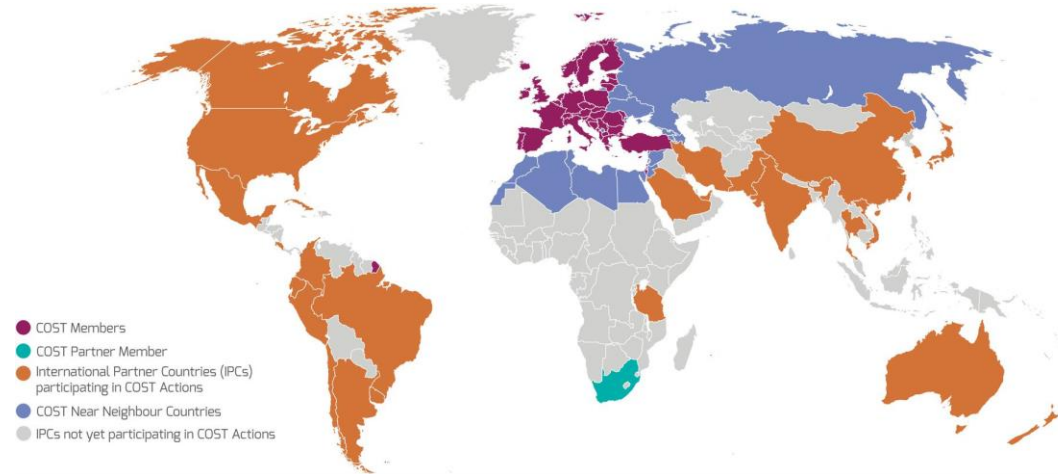 COST Members
COST Partner Member
International Partner Countries (IPCs)
participating in COST Actions
COST Near Neighbour Countries
IPCs not yet participating in COST Actions